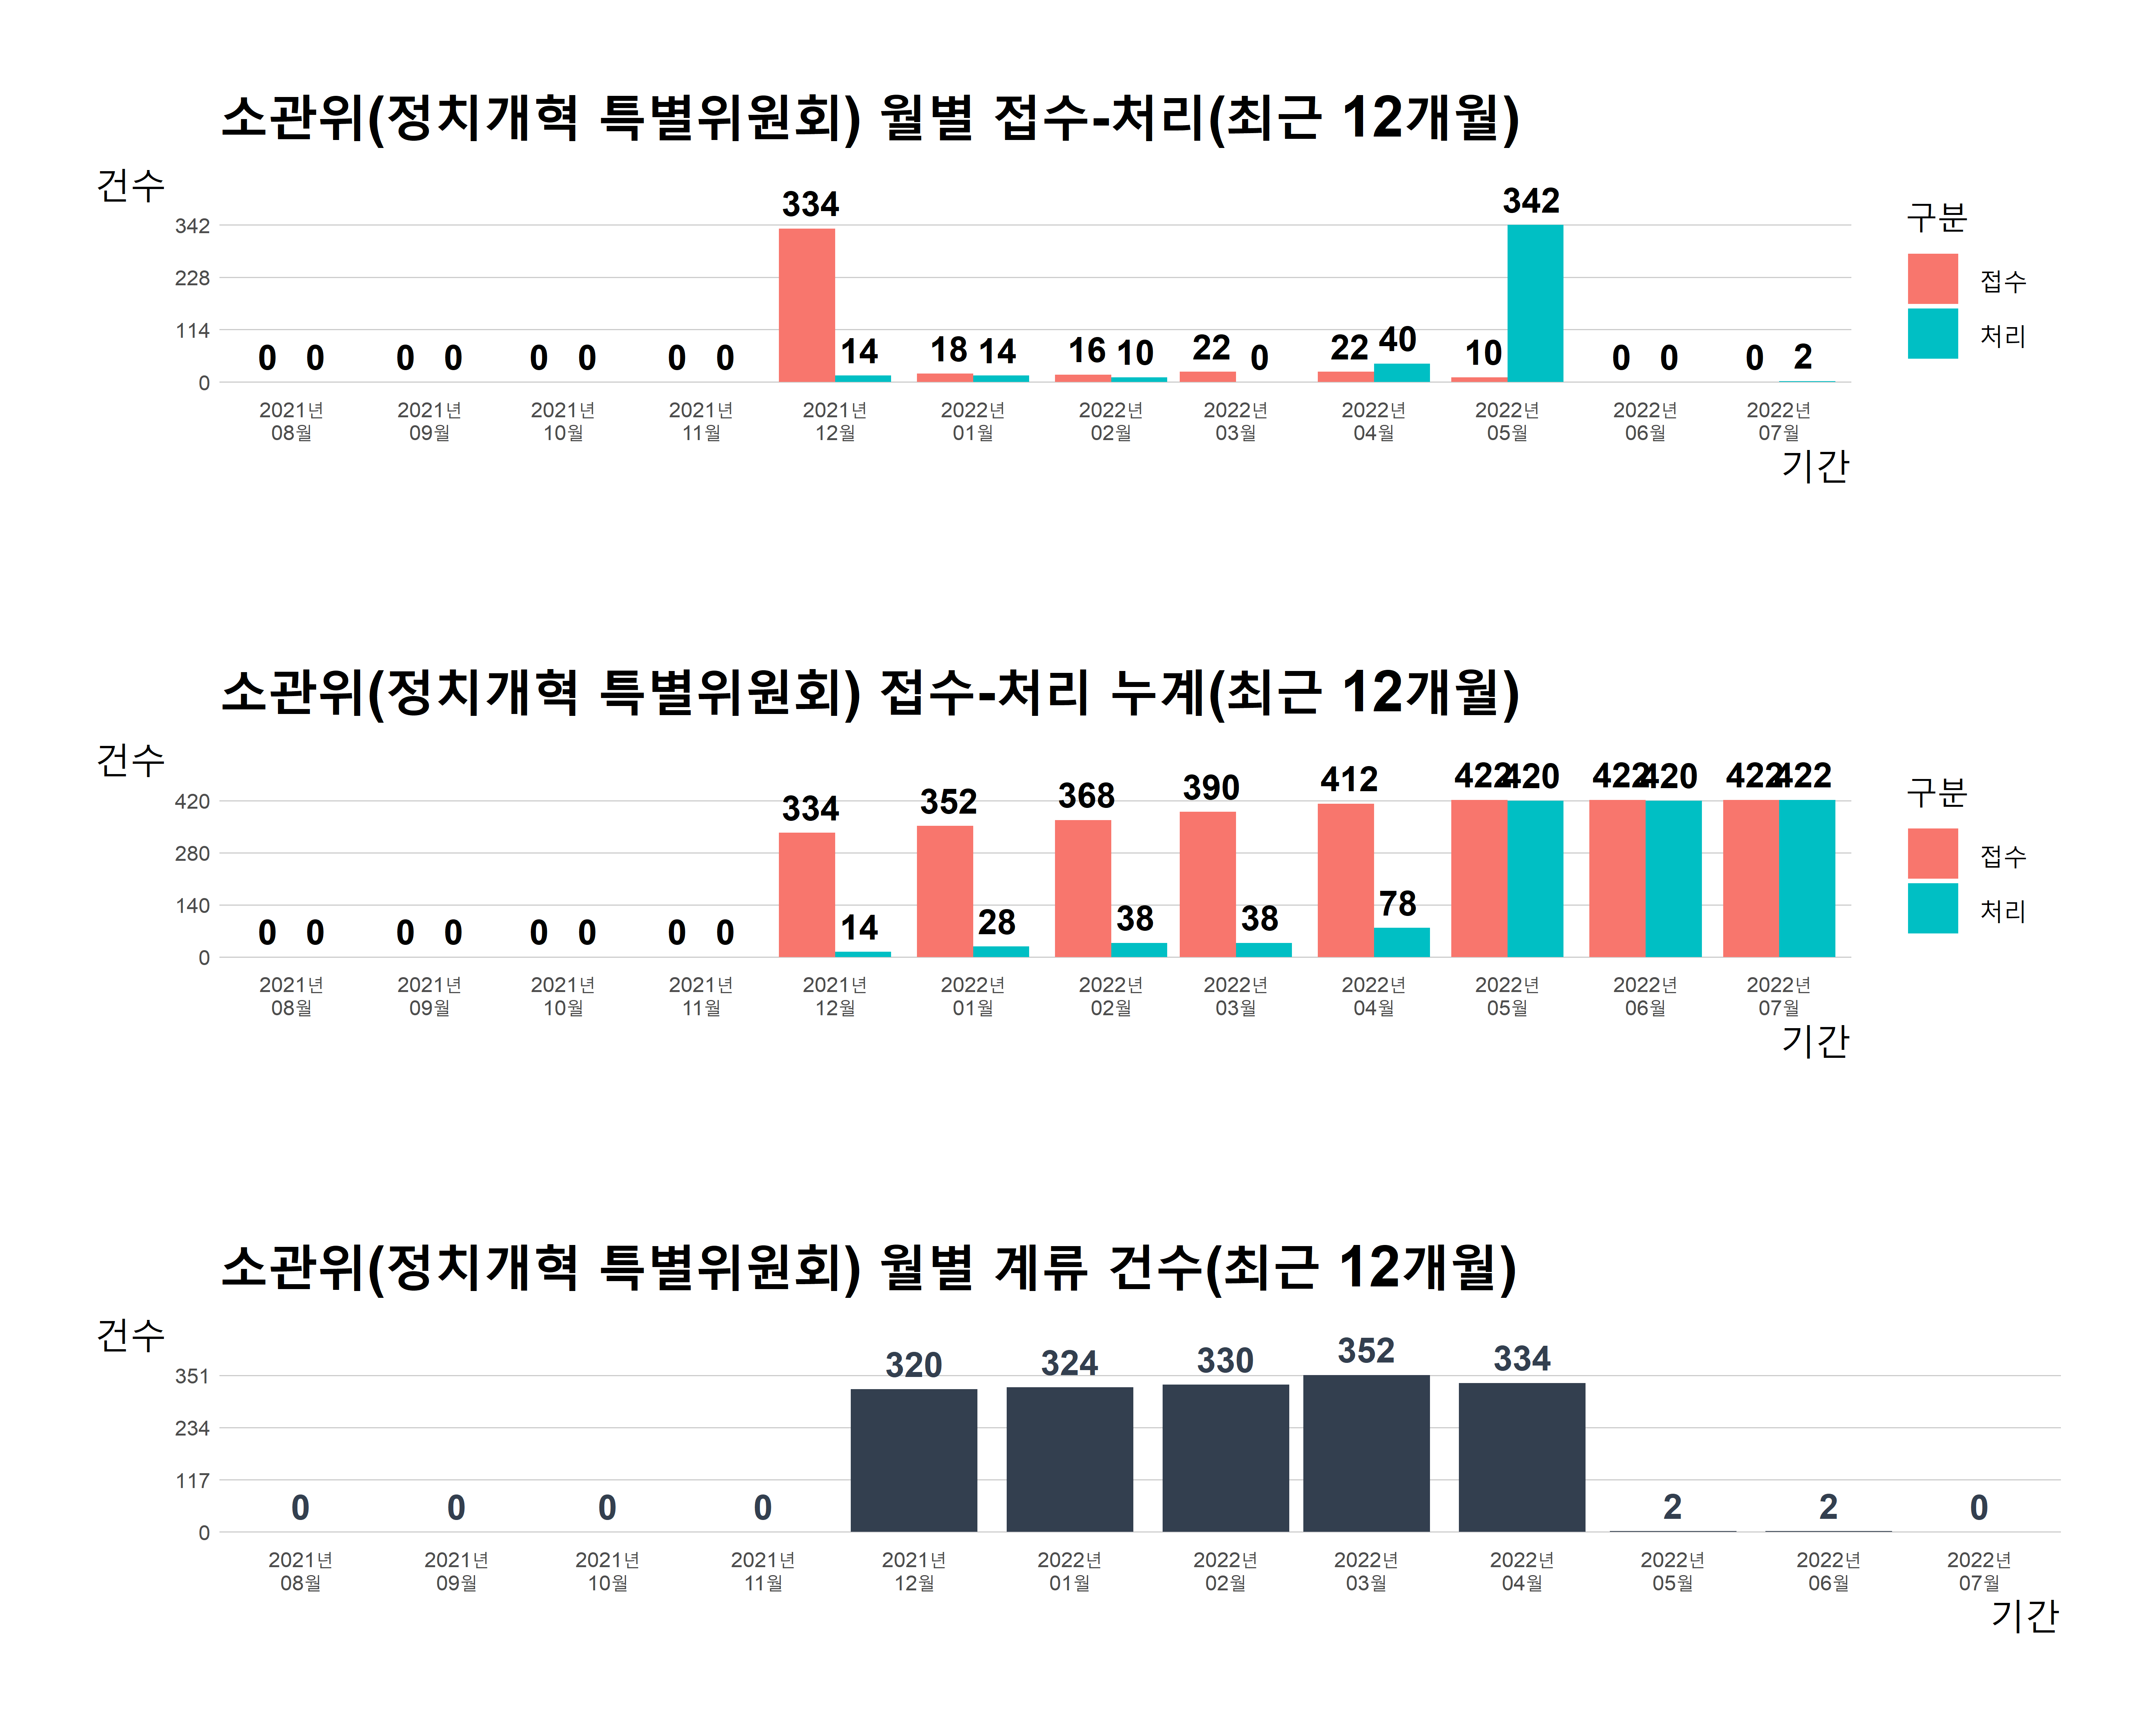 소관위(정치개혁 특별위원회) 월별 접수-처리(최근 12개월)
건수
342
228
114
0
0 0 0 0 0 0 0 0 334 14 18 14 16 10 22 0 22 40 10 342 0 0 0 2
2021년 2021년 2021년 2021년 2021년 2022년 2022년 2022년 2022년 2022년 2022년 2022년
08월 09월 10월 11월 12월 01월 02월 03월 04월 05월 06월 07월
기간
구분
접수
처리
소관위(정치개혁 특별위원회) 접수-처리 누계(최근 12개월)
건수
420
280
140
0
0 0 0 0 0 0 0 0 334 14 352 28 368 38 390 38 412 78 422 420 422 420 422 422
2021년 2021년 2021년 2021년 2021년 2022년 2022년 2022년 2022년 2022년 2022년 2022년
08월 09월 10월 11월 12월 01월 02월 03월 04월 05월 06월 07월
기간
구분
접수
처리
소관위(정치개혁 특별위원회) 월별 계류 건수(최근 12개월)
건수
351
234
117
0
0 0 0 0 320 324 330 352 334 2 2 0
2021년 2021년 2021년 2021년 2021년 2022년 2022년 2022년 2022년 2022년 2022년 2022년
08월 09월 10월 11월 12월 01월 02월 03월 04월 05월 06월 07월
기간